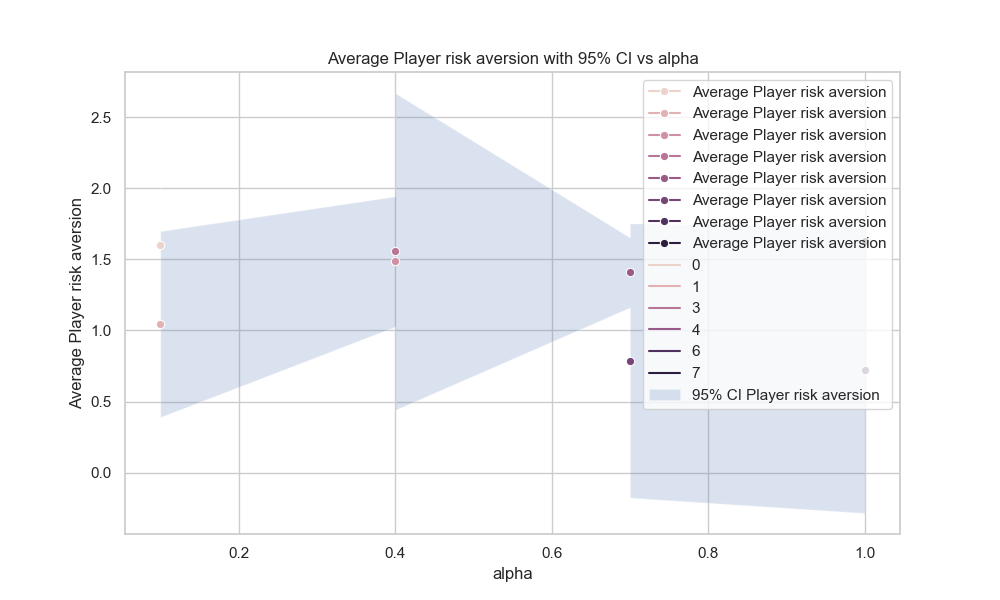 Average Player risk aversion with 95% CI vs alpha
Average Player risk aversion
2.5
2.0
1.5
1.0
0.5
0.0
0.2
0.4
0.6
0.8
1.0
alpha
Average Player risk aversion
Average Player risk aversion
Average Player risk aversion
Average Player risk aversion
Average Player risk aversion
Average Player risk aversion
Average Player risk aversion
Average Player risk aversion
0
1
3
4
6
7
95% CI Player risk aversion